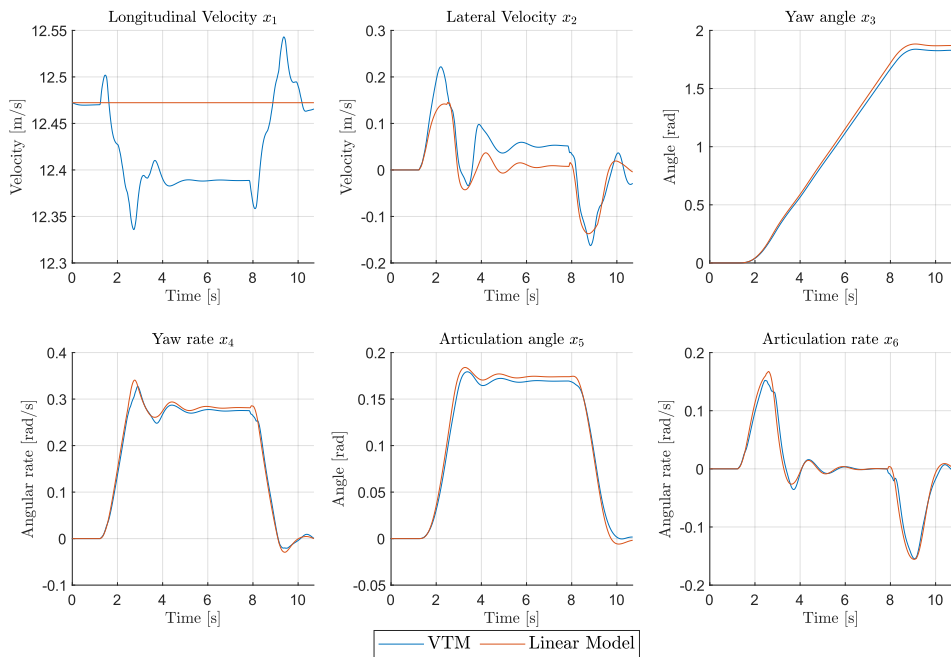 Longitudinal Velocity x₁
Velocity [m/s]
12.55
12.5
12.45
12.4
12.35
12.3
0 2 4 6 8 10
Time [s]
Lateral Velocity x₂
Velocity [m/s]
0.3
0.2
0.1
0
-0.1
-0.2
0 2 4 6 8 10
Time [s]
Yaw angle x₃
Angle [rad]
2
1.5
1
0.5
0
0 2 4 6 8 10
Time [s]
Yaw rate x₄
Angular rate [rad/s]
0.4
0.3
0.2
0.1
0
-0.1
0 2 4 6 8 10
Time [s]
Articulation angle x₅
Angle [rad]
0.2
0.15
0.1
0.05
0
-0.05
0 2 4 6 8 10
Time [s]
Articulation rate x₆
Angular rate [rad/s]
0.2
0.1
0
-0.1
-0.2
0 2 4 6 8 10
Time [s]
VTM Linear Model